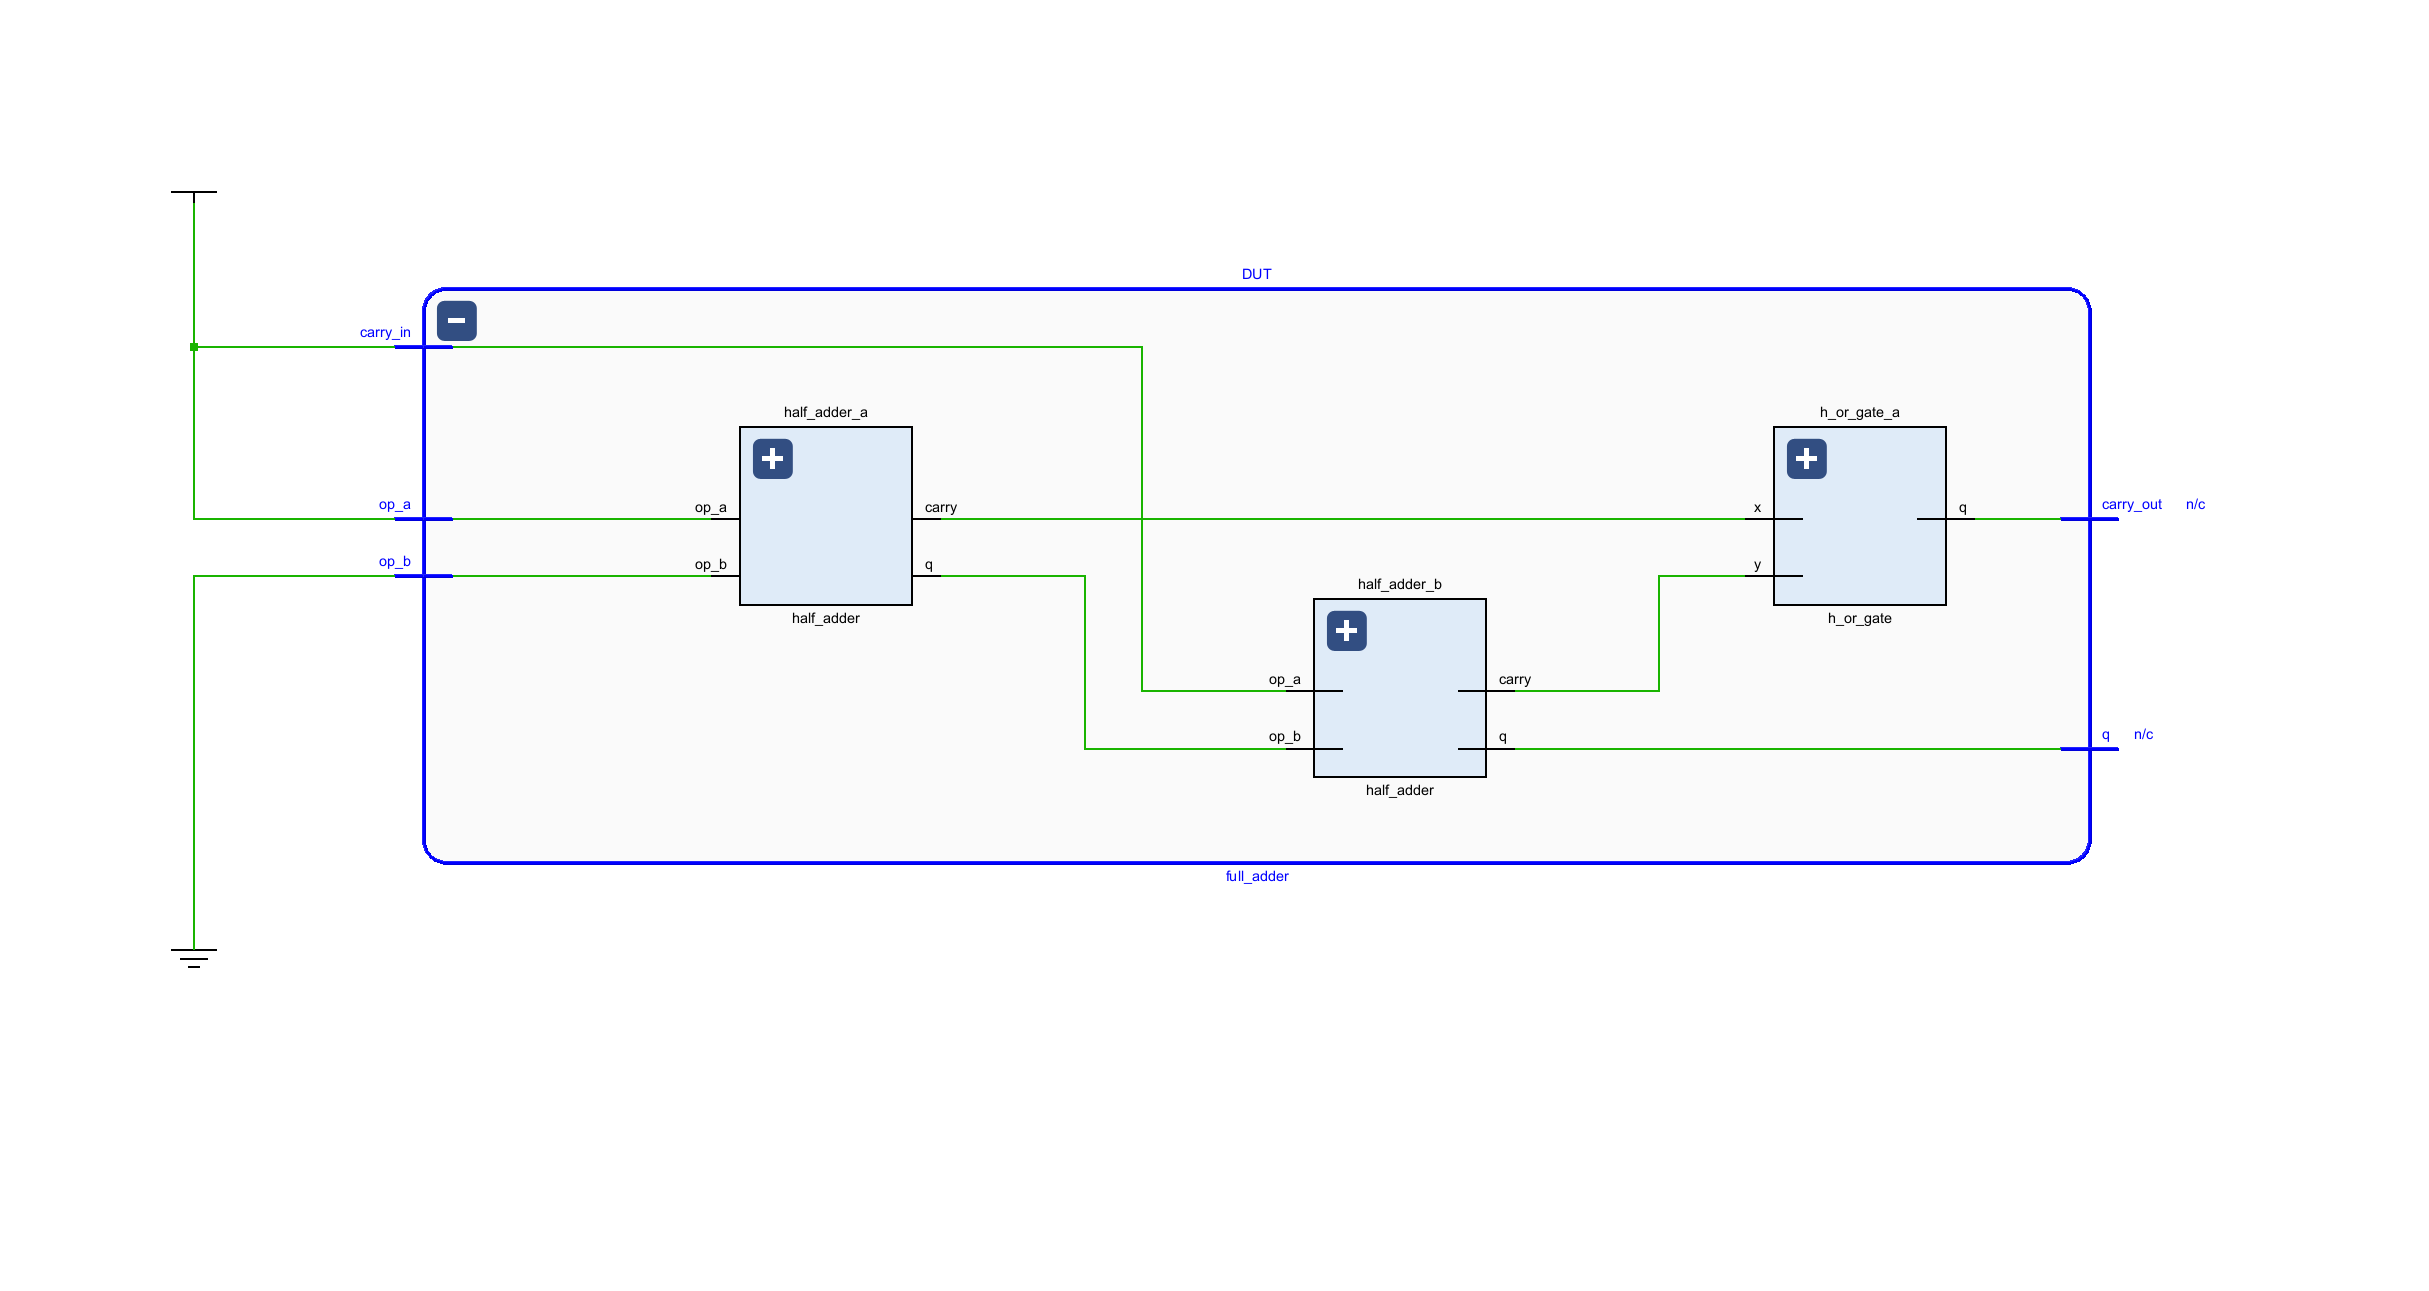 DUT
carry_in
half_adder_a
h_or_gate_a
op_a
op_a
carry
x
q
carry_out n/c
op_b
op_b
q
y
half_adder_b
half_adder
h_or_gate
op_a
carry
op_b
q
q n/c
half_adder
full_adder